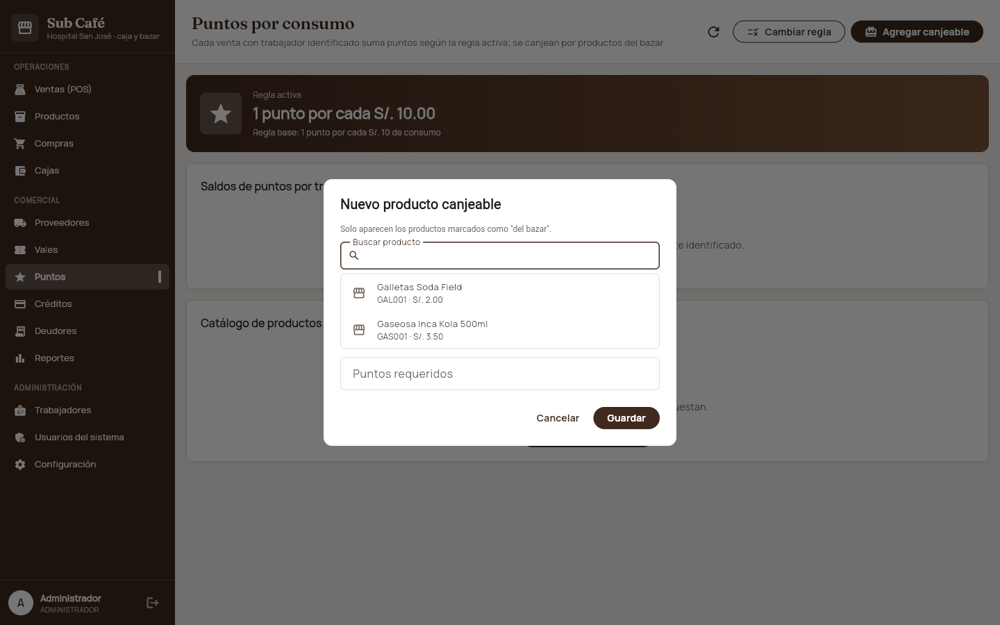 Sub Café
Hospital San José · caja y bazar
OPERACIONES
Ventas (POS)
Productos
Compras
Cajas
COMERCIAL
Proveedores
Vales
Puntos
Créditos
Deudores
Reportes
ADMINISTRACIÓN
Trabajadores
Usuarios del sistema
Configuración
A
Administrador
ADMINISTRADOR
Puntos por consumo
Cada venta con trabajador identificado suma puntos según la regla activa; se canjean por productos del bazar
Cambiar regla
Agregar canjeable
Regla activa
1 punto por cada S/. 10.00
Regla base: 1 punto por cada S/. 10 de consumo
Saldos de puntos por
identificado.
Catálogo de productos
Nuevo producto canjeable
Solo aparecen los productos marcados como "del bazar".
Buscar producto
Galletas Soda Field
GAL001 · S/. 2.00
Gaseosa Inca Kola 500ml
GAS001 · S/. 3.50
Puntos requeridos
Cancelar
Guardar